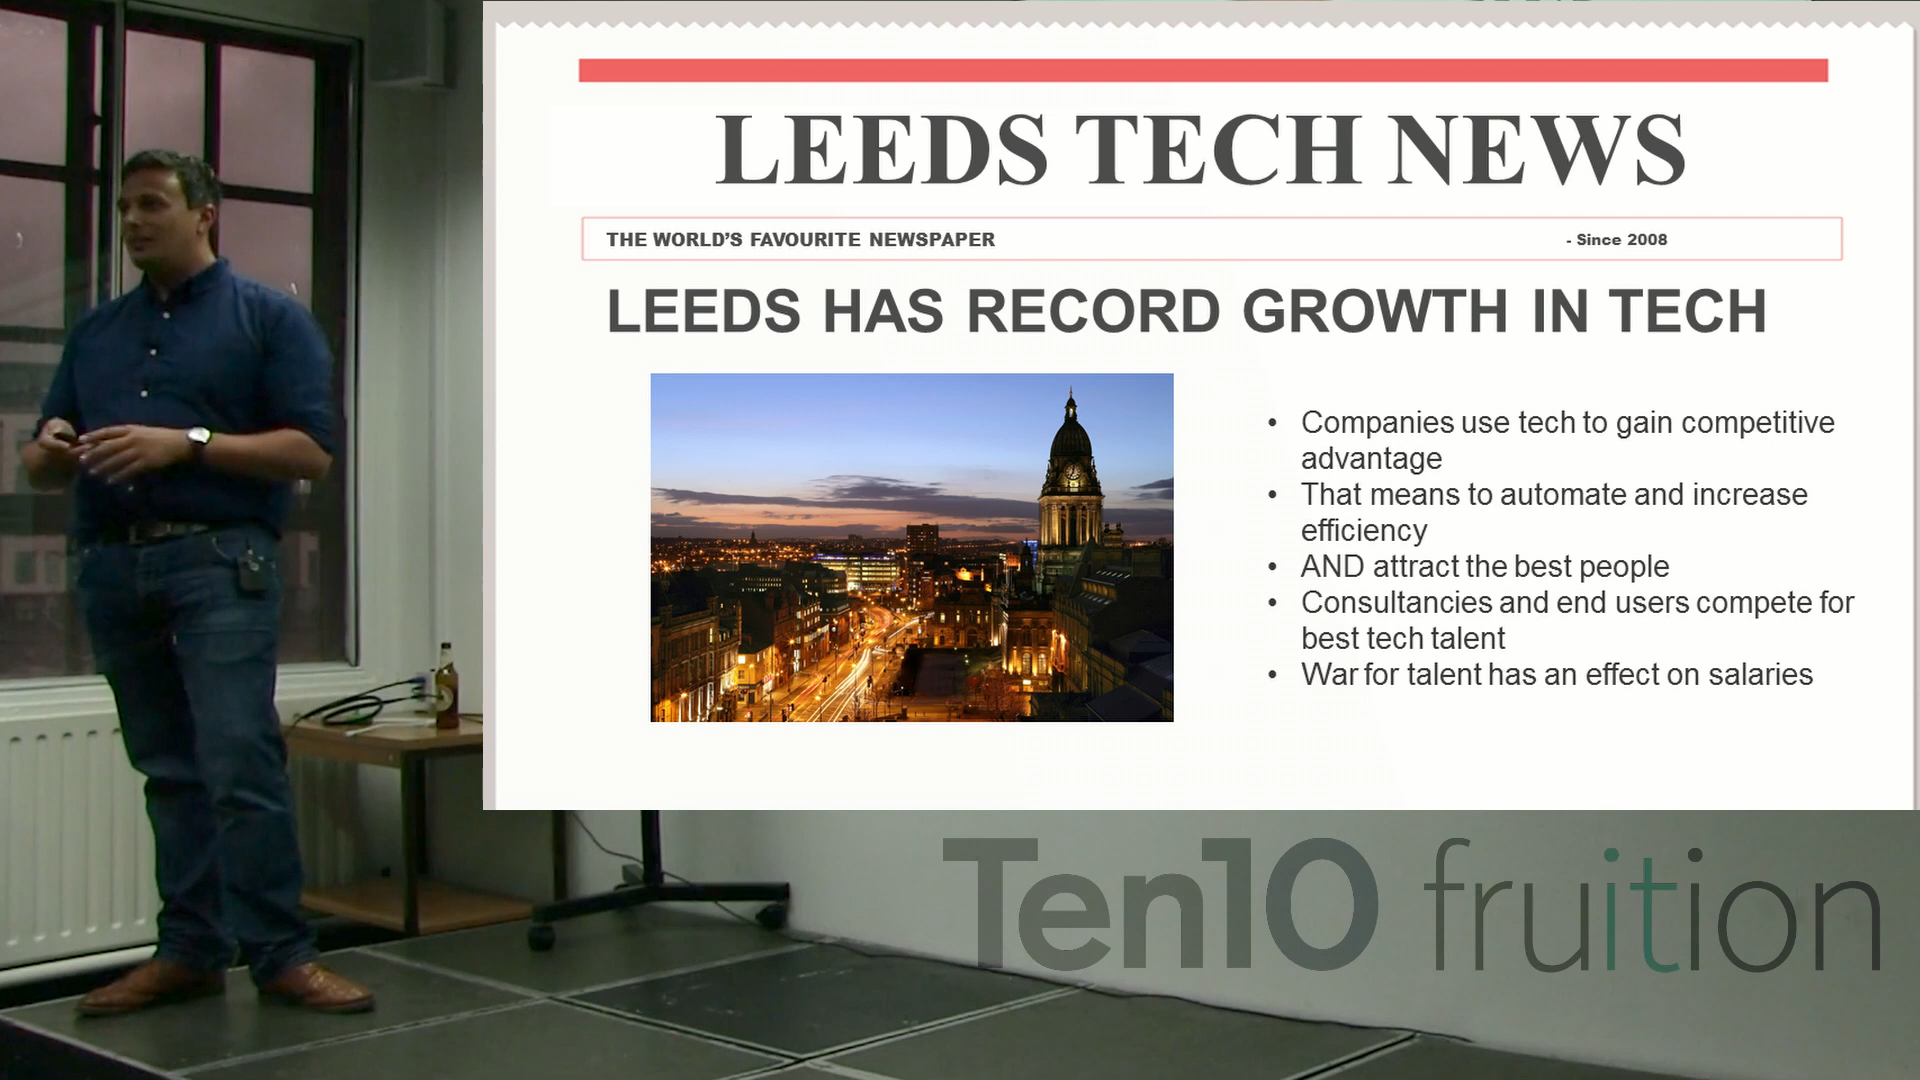 LEEDS TECH NEWS
THE WORLD’S FAVOURITE NEWSPAPER - Since 2008
LEEDS HAS RECORD GROWTH IN TECH
• Companies use tech to gain competitive
advantage
• That means to automate and increase
efficiency
• AND attract the best people
• Consultancies and end users compete for
best tech talent
• War for talent has an effect on salaries
Ten10 fruition